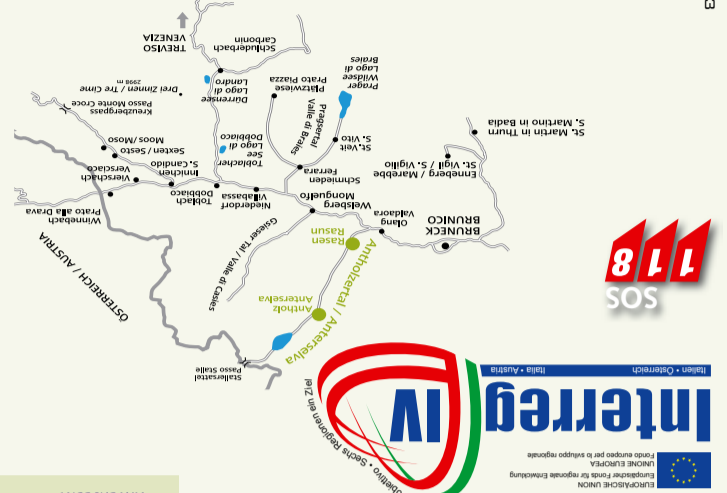 EUROPÄISCHE UNION
Europäischer Fonds für regionale Entwicklung
UNIONE EUROPEA
Fondo europeo per lo sviluppo regionale
Interreg IV
Italien • Österreich
Italia • Austria
obiettivo • Sechs Regionen ein Ziel
SOS
118
Stallersattel
Passo Stalle
Antholzertal / Anterselva
Antholz
Anterselva
Rasen
Rasun
ÖSTERREICH / AUSTRIA
Gsieser Tal / Valle di Casies
BRUNECK
BRUNICO
Olang
Valdaora
Welsberg
Monguelfo
Niederdorf
Villabassa
Toblach
Dobbiaco
Innichen
S. Candido
Vierschach
Versciaco
Winnebach
Prato alla Drava
Sexten / Sesto
Moos/Moso
Kreuzbergpass
Passo Monte Croce
Enneberg / Marebbe
St. Vigil / S. Vigilio
St. Martin in Thurn
S. Martino in Badia
Schmieden
Ferrara
St.Veit
S. Vito
Pragsertal
Valle di Braies
Prager
Wildsee
Lago di
Braies
Plätzwiese
Prato Piazza
Toblacher
See
Lago di
Dobbiaco
Dürrensee
Lago di
Landro
Drei Zinnen / Tre Cime
2998 m
Schluderbach
Carbonin
TREVISO
VENEZIA
3